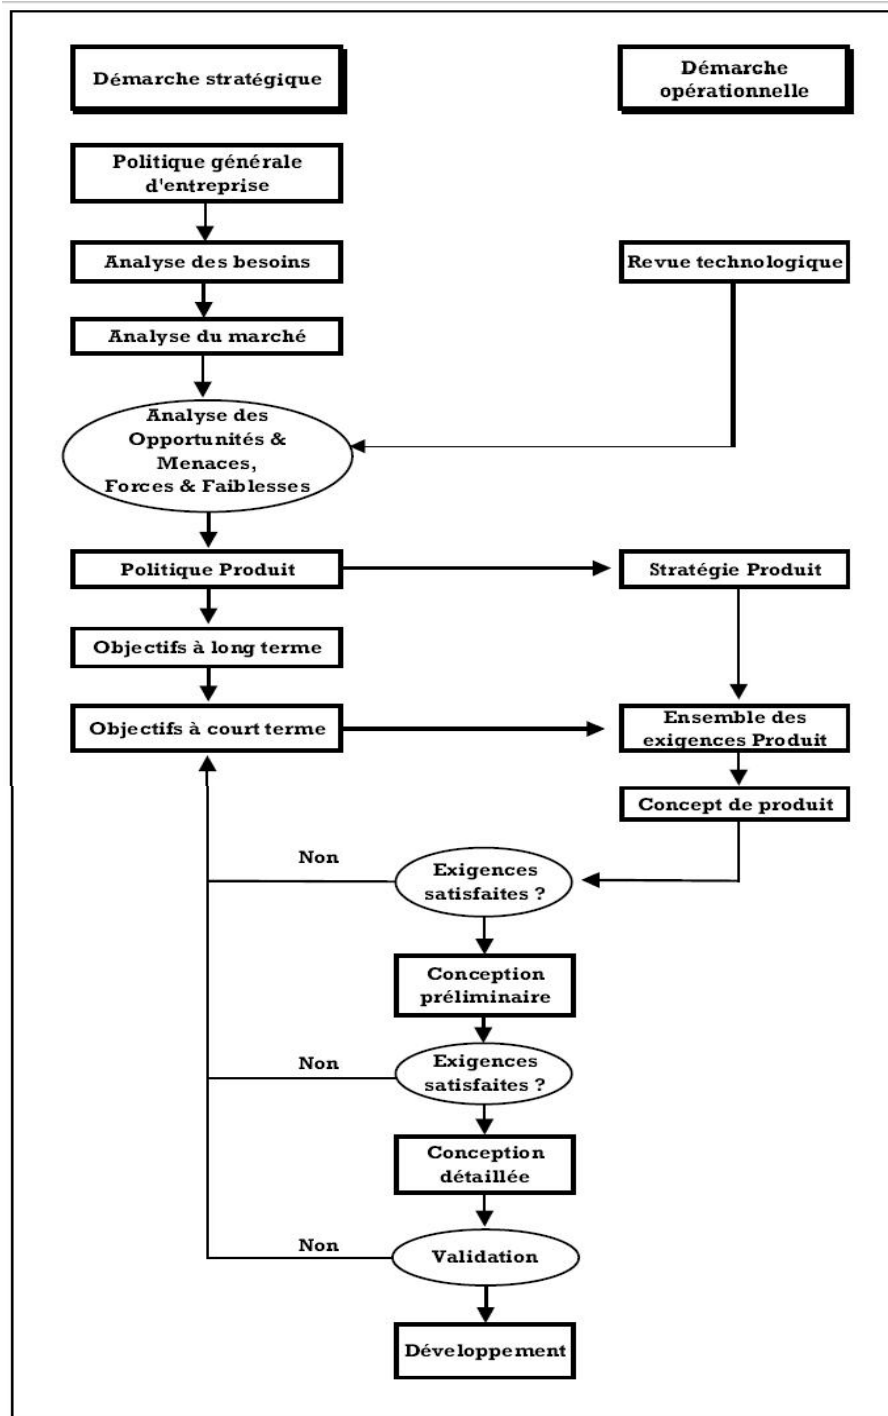 Démarche stratégique
Démarche
opérationnelle
Politique générale
d'entreprise
Analyse des besoins
Revue technologique
Analyse du marché
Analyse des
Opportunités &
Menaces,
Forces & Faiblesses
Politique Produit
Stratégie Produit
Objectifs à long terme
Objectifs à court terme
Ensemble des
exigences Produit
Concept de produit
Non
Exigences
satisfaites ?
Conception
préliminaire
Non
Exigences
satisfaites ?
Conception
détaillée
Non
Validation
Développement